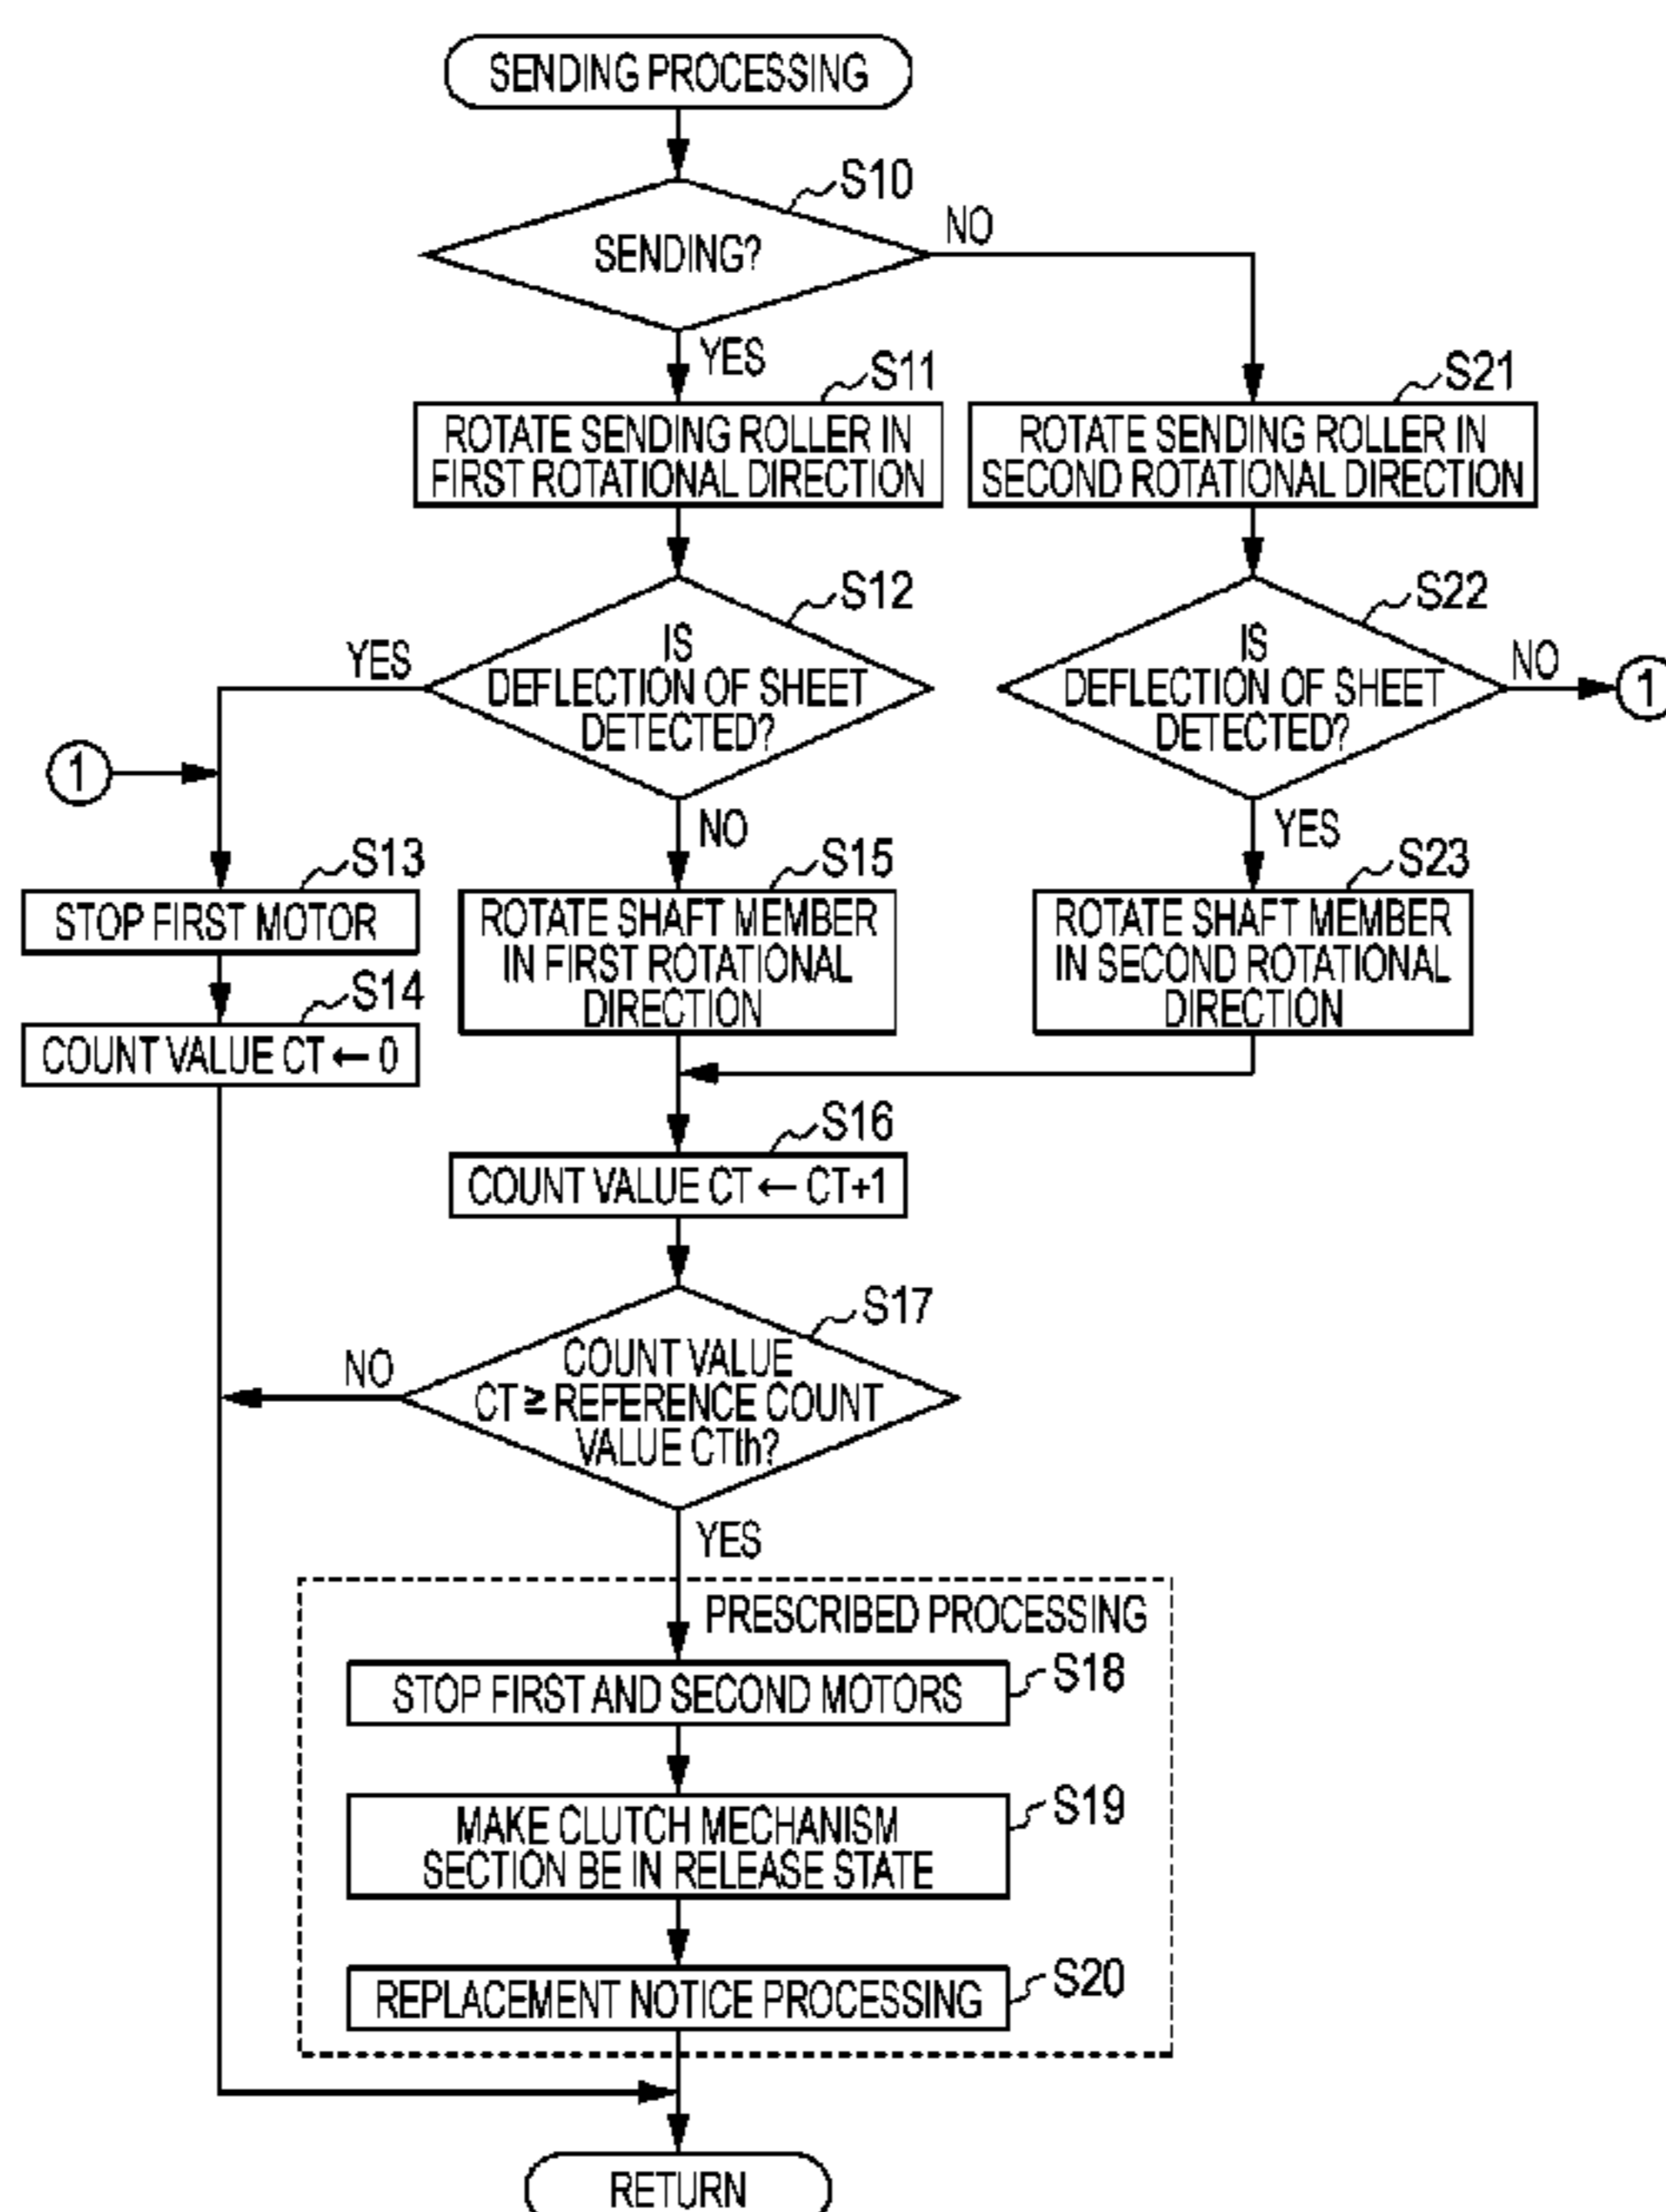 SENDING PROCESSING
S10
SENDING?
NO
YES
S11
ROTATE SENDING ROLLER IN
FIRST ROTATIONAL DIRECTION
S21
ROTATE SENDING ROLLER IN
SECOND ROTATIONAL DIRECTION
S12
IS
DEFLECTION OF SHEET
DETECTED?
YES
NO
S22
IS
DEFLECTION OF SHEET
DETECTED?
NO
1
YES
1
S13
STOP FIRST MOTOR
S14
COUNT VALUE CT ← 0
S15
ROTATE SHAFT MEMBER
IN FIRST ROTATIONAL
DIRECTION
S23
ROTATE SHAFT MEMBER
IN SECOND ROTATIONAL
DIRECTION
S16
COUNT VALUE CT ← CT+1
S17
COUNT VALUE
CT ≧ REFERENCE COUNT
VALUE CTth?
NO
YES
PRESCRIBED PROCESSING
STOP FIRST AND SECOND MOTORS
S18
MAKE CLUTCH MECHANISM
SECTION BE IN RELEASE STATE
S19
REPLACEMENT NOTICE PROCESSING
S20
RETURN